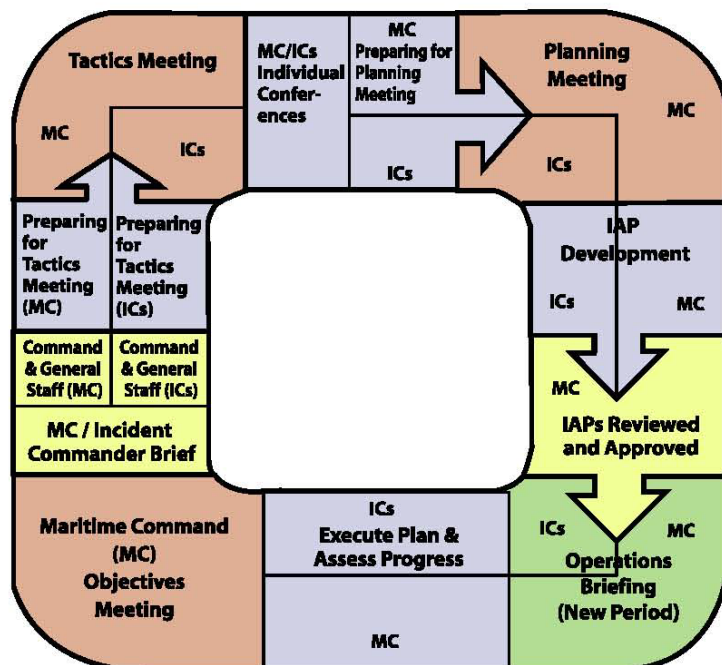 Tactics Meeting
MC
ICs
MC/ICs
Individual
Confer-
ences
MC
Preparing for
Planning
Meeting
ICs
Planning
Meeting
MC
ICs
IAP
Development
ICs
MC
MC
IAPs Reviewed
and Approved
ICs
MC
Operations
Briefing
(New Period)
ICs
Execute Plan &
Assess Progress
MC
Maritime Command
(MC)
Objectives
Meeting
MC / Incident
Commander Brief
Command
& General
Staff (MC)
Command
& General
Staff (ICs)
Preparing
for
Tactics
Meeting
(MC)
Preparing
for
Tactics
Meeting
(ICs)